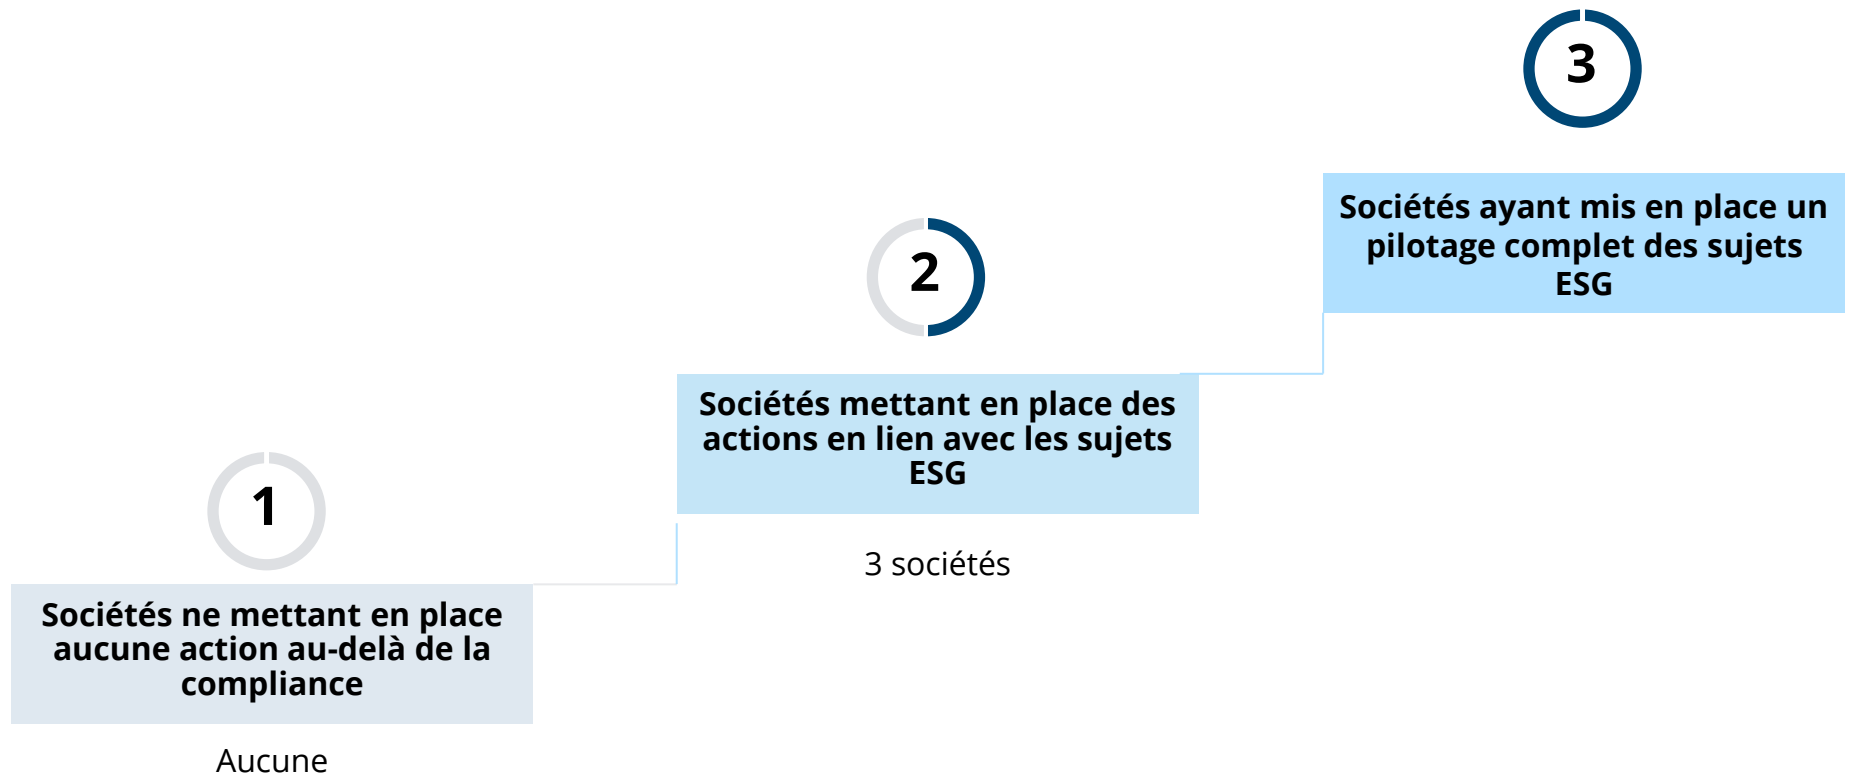 1
Sociétés ne mettant en place
aucune action au-delà de la
compliance
Aucune
2
Sociétés mettant en place des
actions en lien avec les sujets
ESG
3 sociétés
3
Sociétés ayant mis en place un
pilotage complet des sujets
ESG